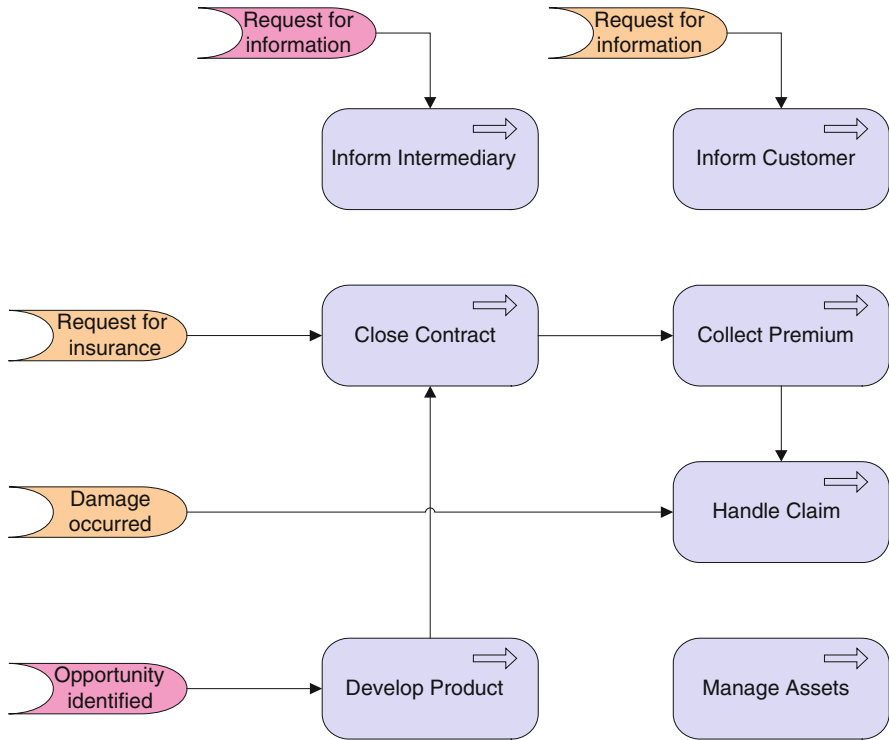 Request for
information
Request for
information
Inform Intermediary
Inform Customer
Request for
insurance
Close Contract
Collect Premium
Damage
occurred
Handle Claim
Opportunity
identified
Develop Product
Manage Assets